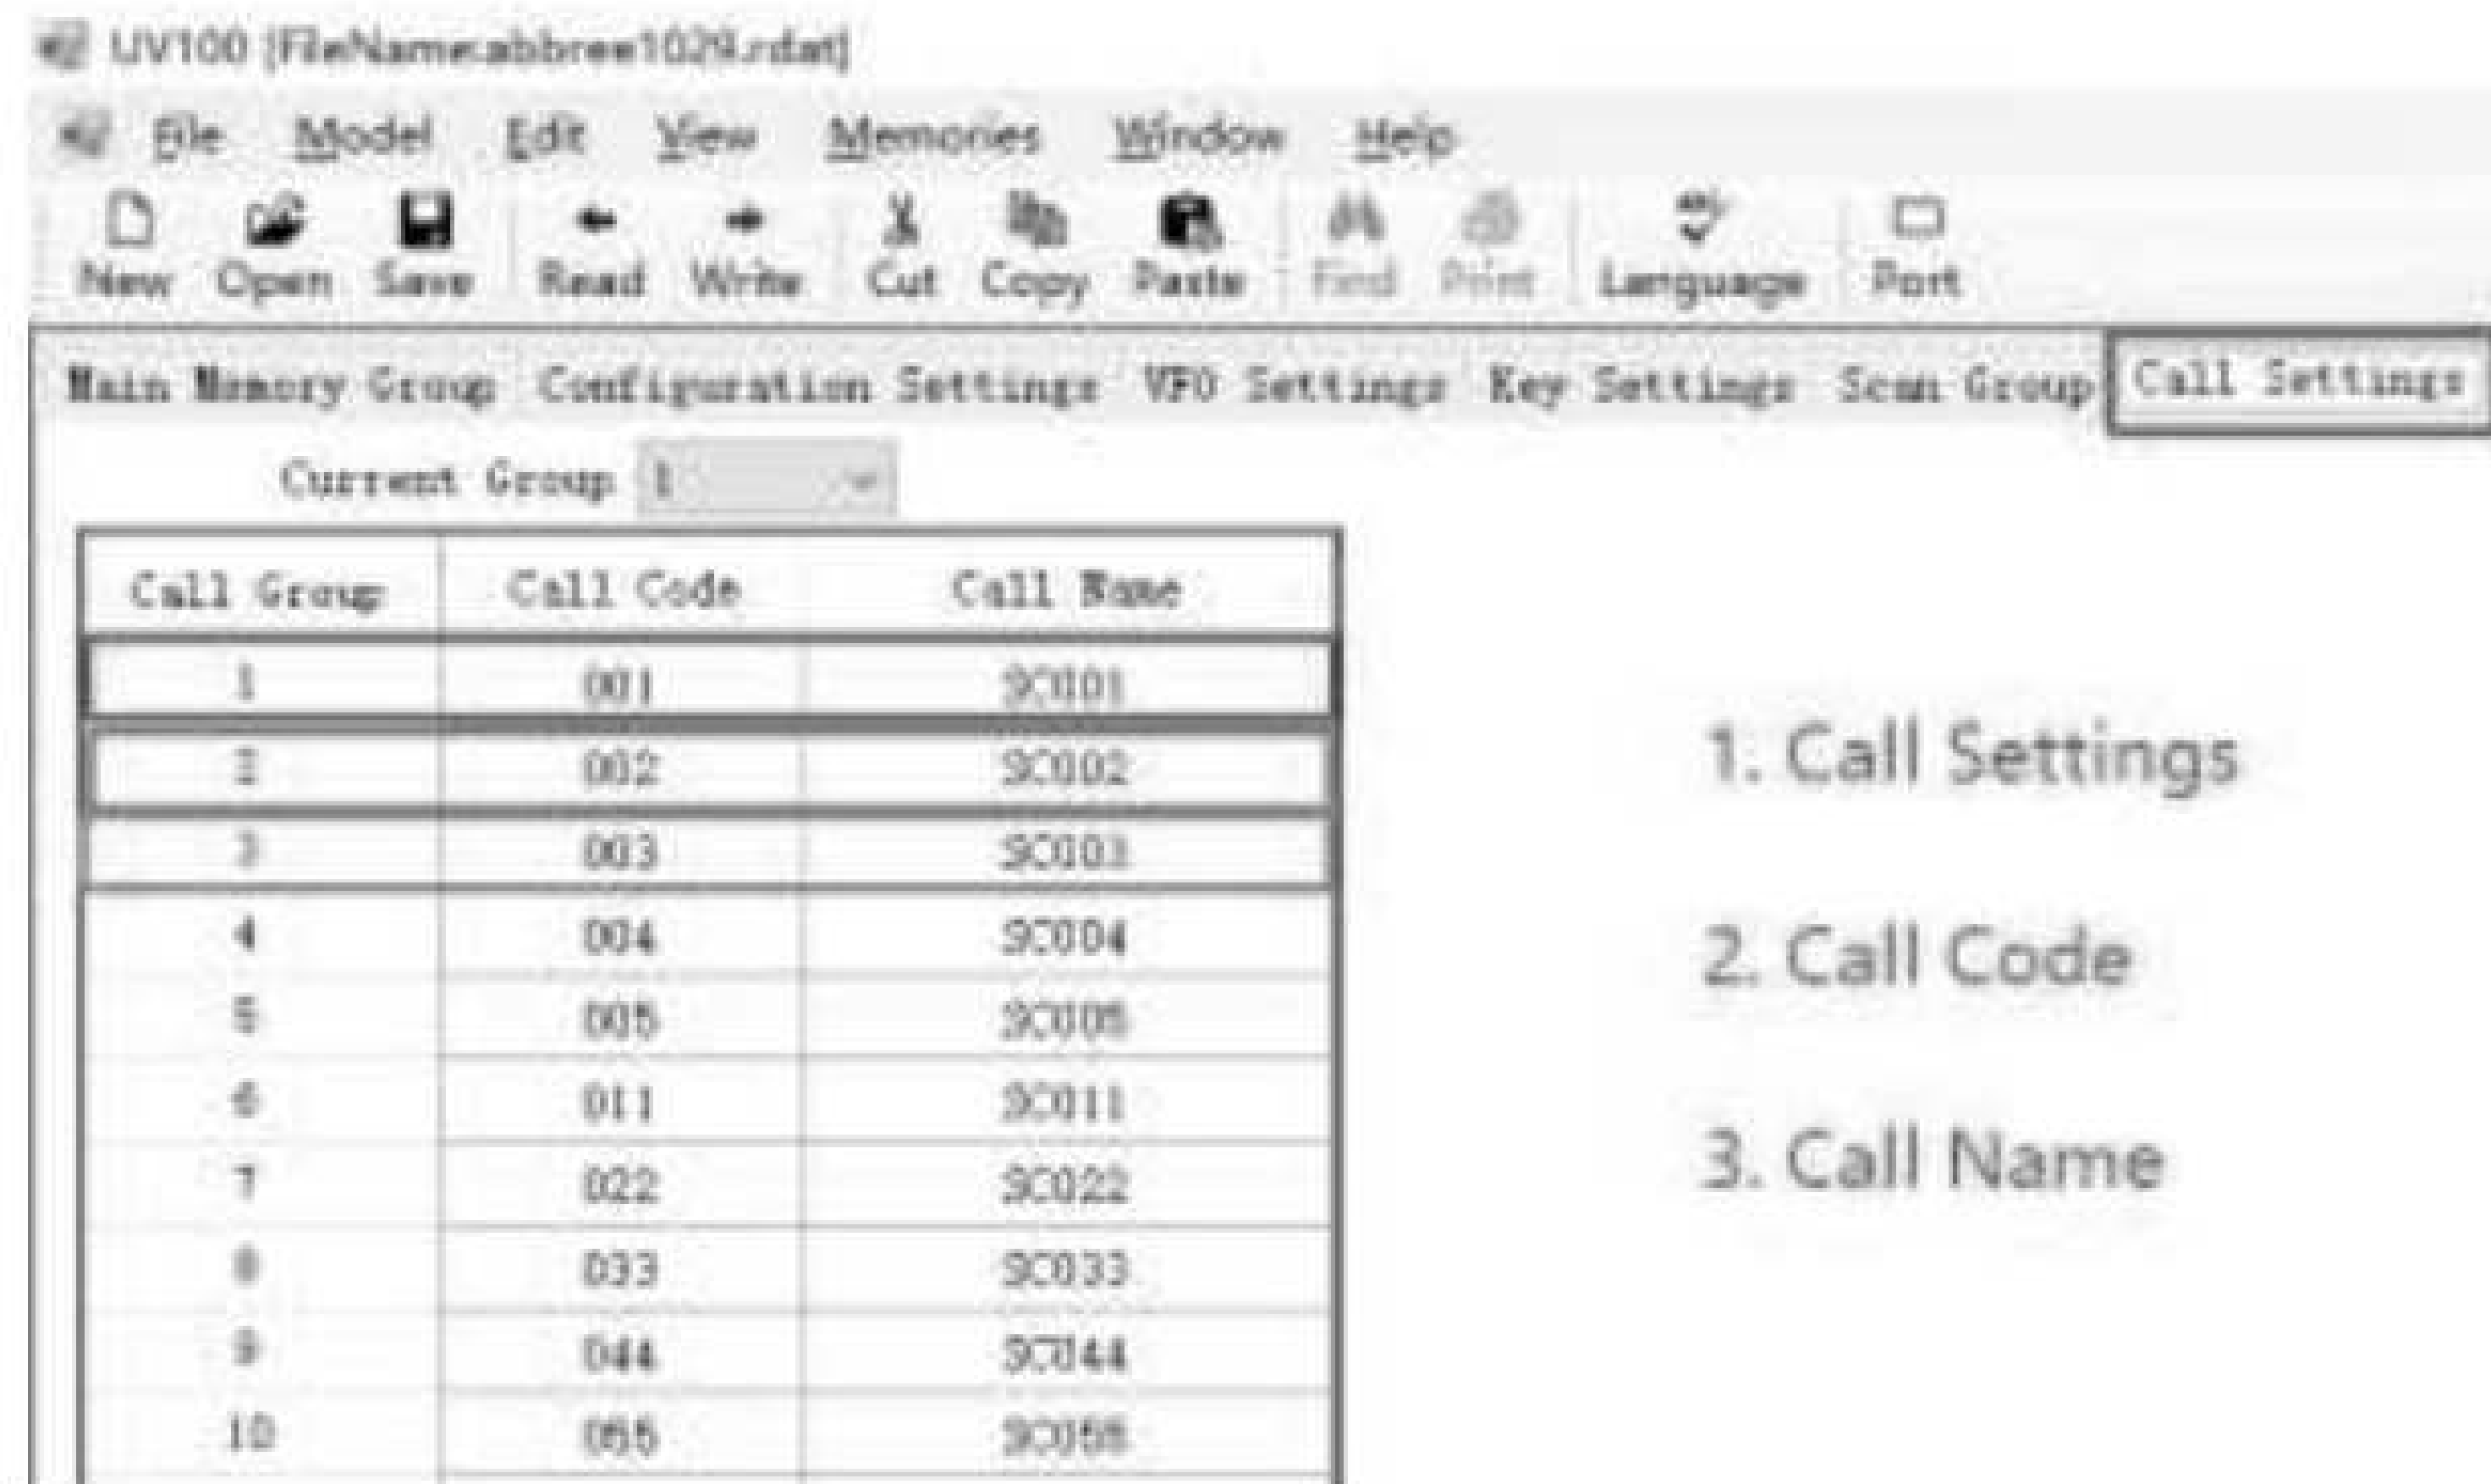 UV100 [FileName:abbree1029.rdat]
File Model Edit View Memories Window Help
New Open Save Read Write Cut Copy Paste Find Print Language Port
Main Memory Group Configuration Settings VFO Settings Key Settings Scan Group Call Settings
Current Group 1
Call Group Call Code Call Name
1 001 SC001
2 002 SC002
3 003 SC003
4 004 SC004
5 005 SC005
6 011 SC011
7 022 SC022
8 033 SC033
9 044 SC044
10 055 SC055
1. Call Settings
2. Call Code
3. Call Name